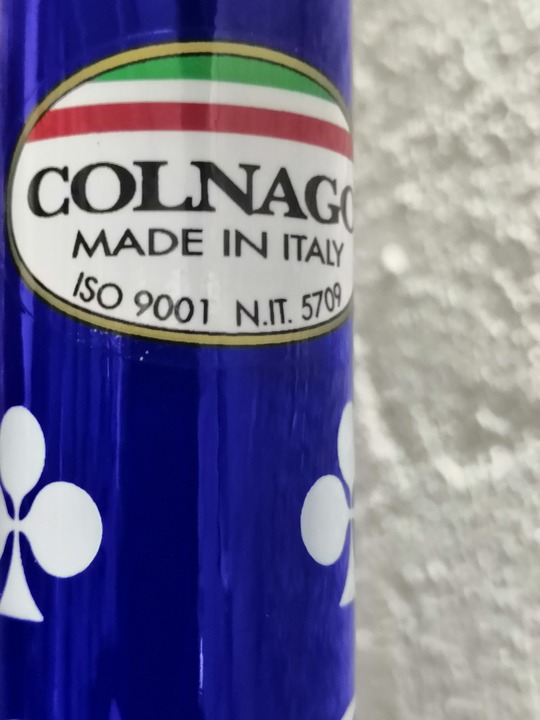 COLNAGO
MADE IN ITALY
ISO 9001 N.IT. 5709